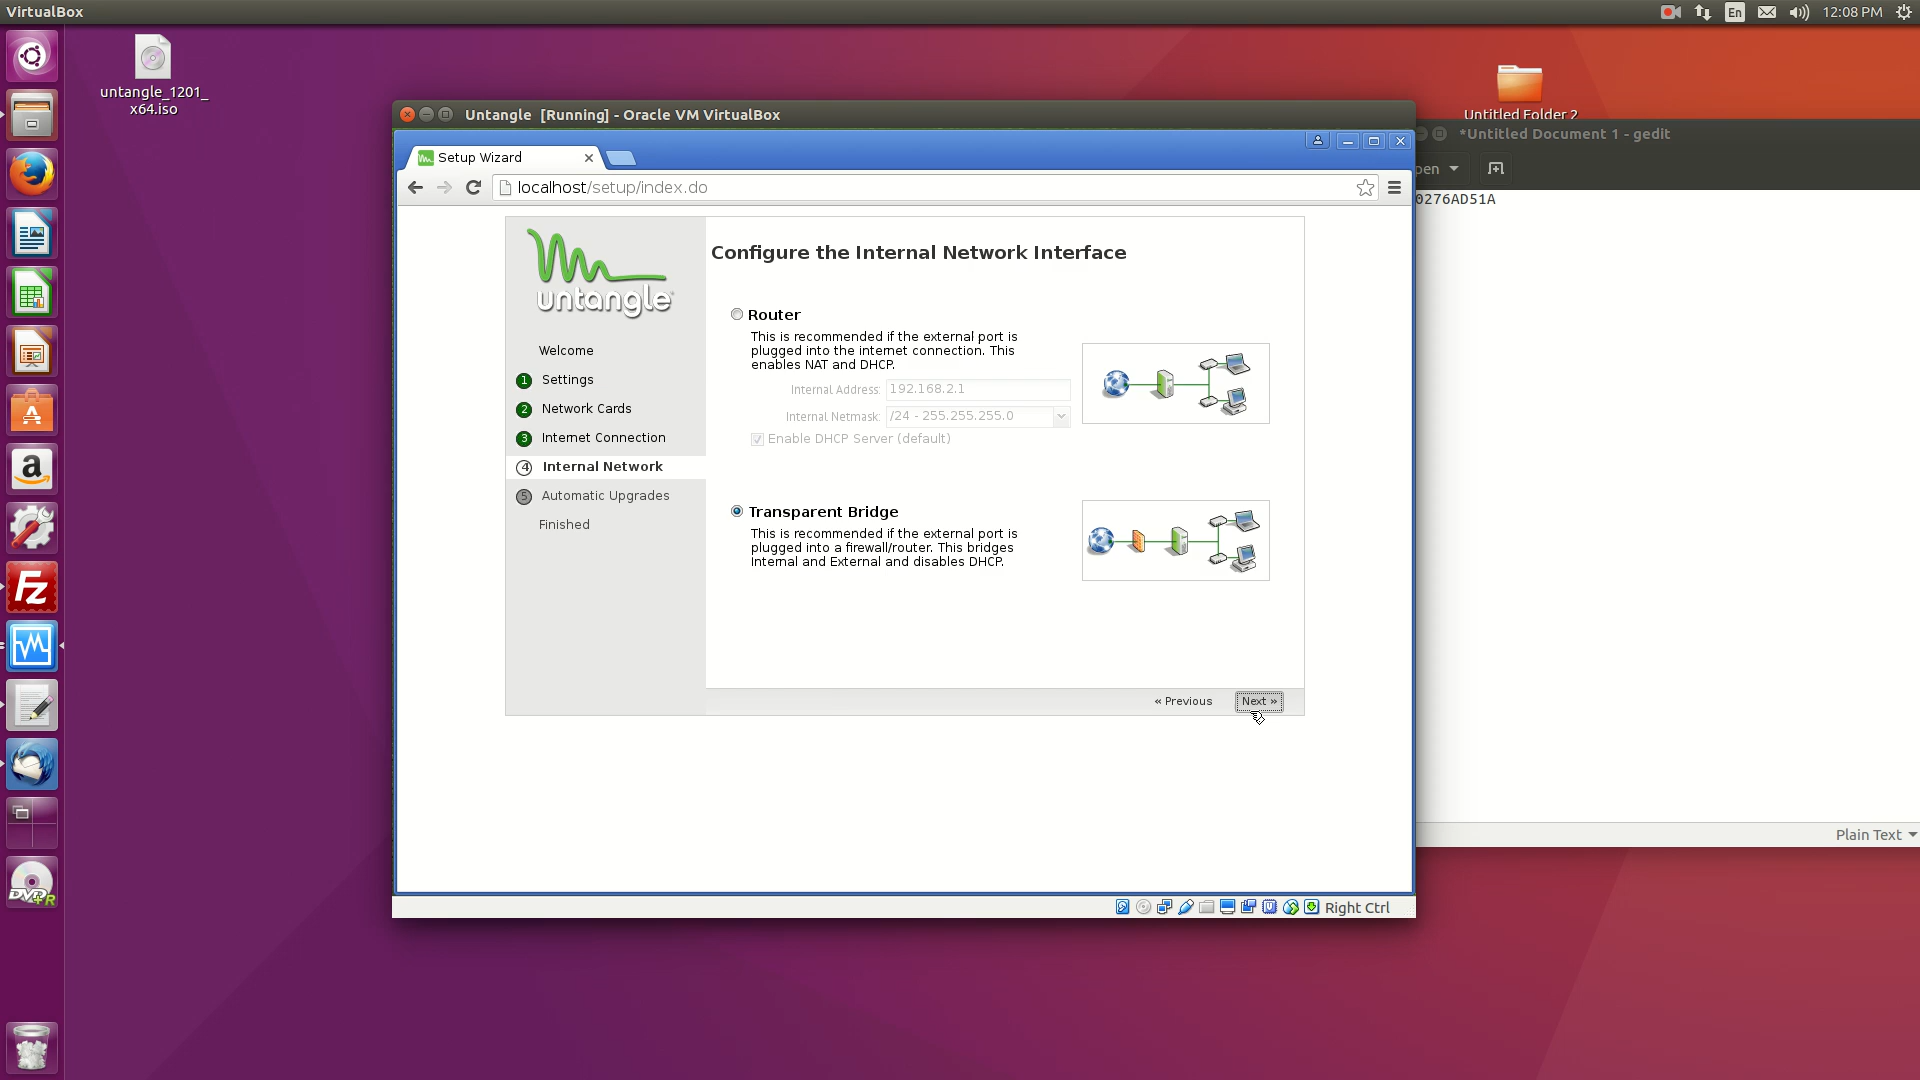 VirtualBox
En
12:08 PM
untangle_1201_
x64.iso
Untitled Folder 2
Untangle [Running] - Oracle VM VirtualBox
*Untitled Document 1 - gedit
pen
0276AD51A
Setup Wizard
localhost/setup/index.do
untangle
Welcome
1 Settings
2 Network Cards
3 Internet Connection
4 Internal Network
5 Automatic Upgrades
Finished
Configure the Internal Network Interface
Router
This is recommended if the external port is
plugged into the internet connection. This
enables NAT and DHCP.
Internal Address: 192.168.2.1
Internal Netmask: /24 - 255.255.255.0
Enable DHCP Server (default)
Transparent Bridge
This is recommended if the external port is
plugged into a firewall/router. This bridges
Internal and External and disables DHCP.
« Previous
Next »
Plain Text
Right Ctrl
A
a
Fz
DVD+R